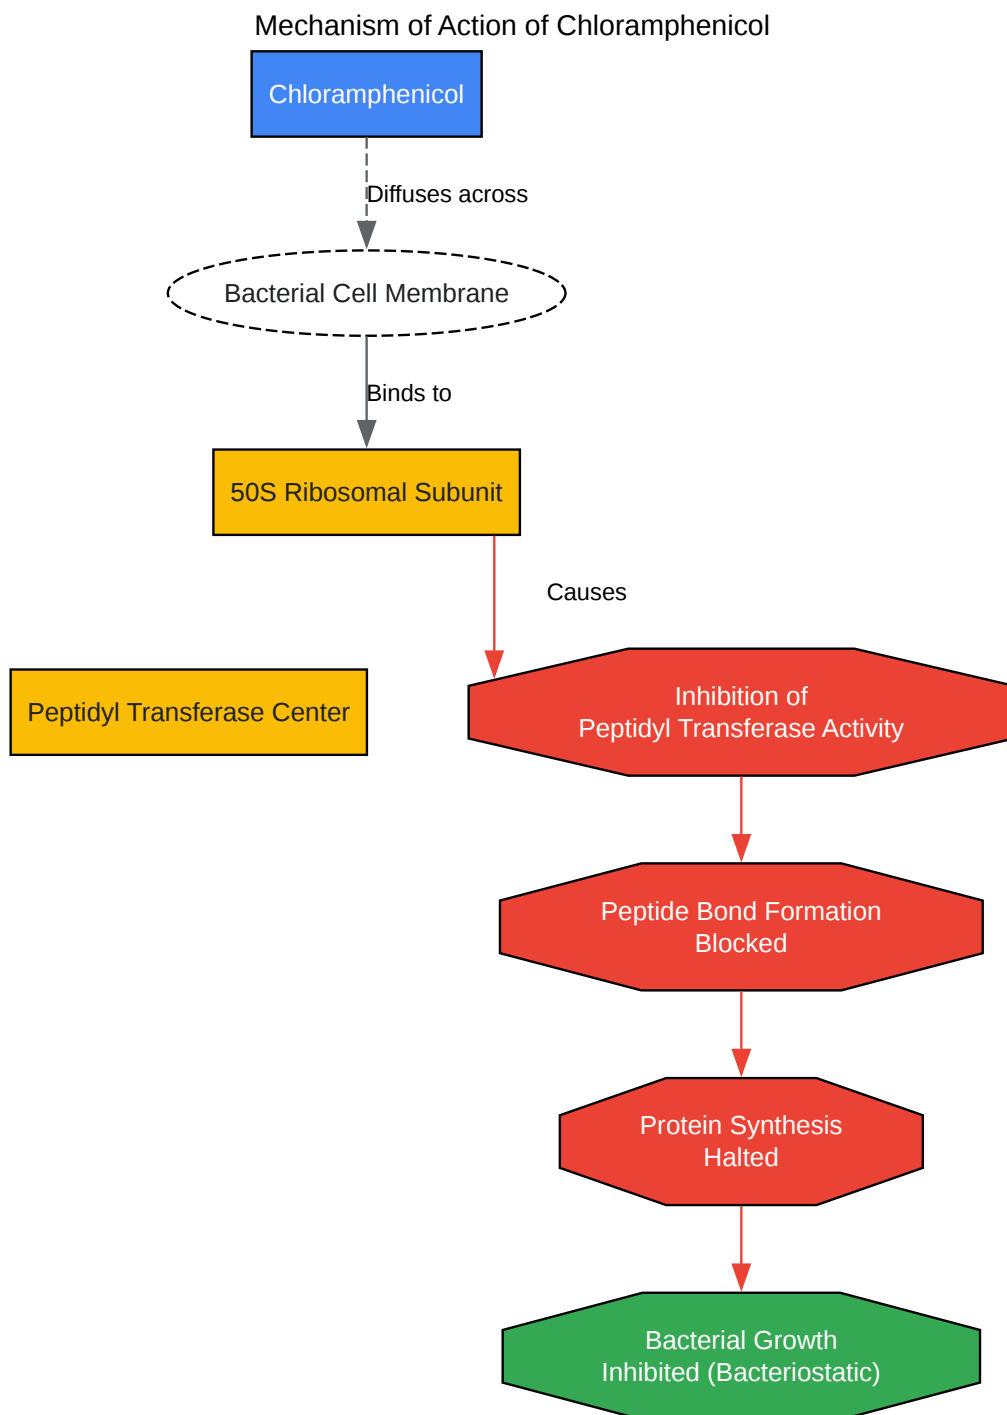 Mechanism of Action of Chloramphenicol
Chloramphenicol
Diffuses across
Bacterial Cell Membrane
Binds to
50S Ribosomal Subunit
Causes
Peptidyl Transferase Center
Inhibition of
Peptidyl Transferase Activity
Peptide Bond Formation
Blocked
Protein Synthesis
Halted
Bacterial Growth
Inhibited (Bacteriostatic)